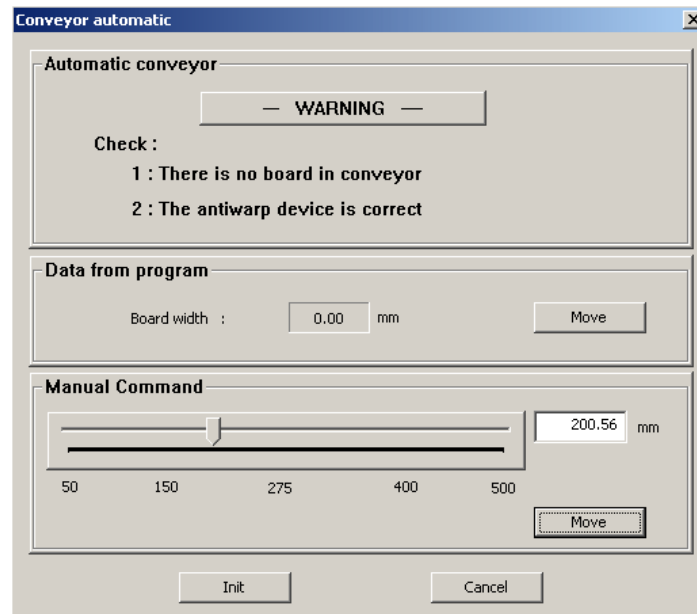 Conveyor automatic
Automatic conveyor
— WARNING —
Check :
1 : There is no board in conveyor
2 : The antiwarp device is correct
Data from program
Board width : 0.00 mm Move
Manual Command
200.56 mm
50 150 275 400 500
Move
Init Cancel